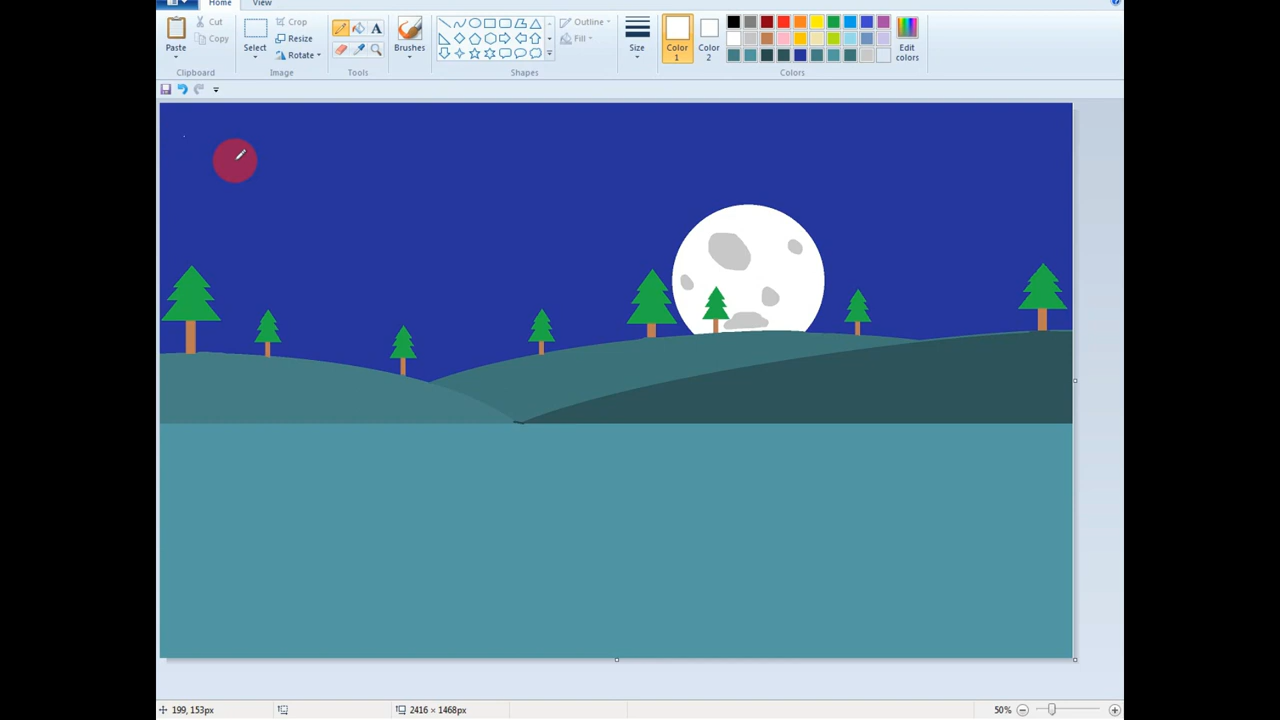 Home View
Paste
Cut
Copy
Clipboard
Select
Crop
Resize
Rotate
Image
A
Tools
Brushes
Outline
Fill
Shapes
Size
Color
1
Color
2
Edit
colors
Colors
199, 153px
2416 × 1468px
50%